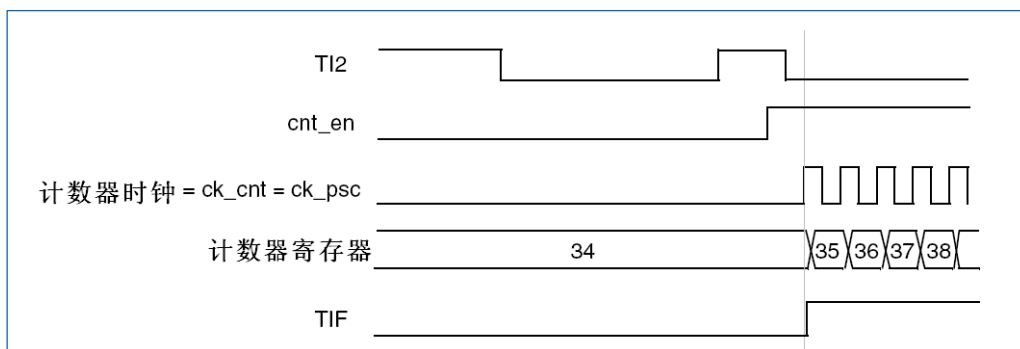 TI2
cnt_en
计数器时钟 = ck_cnt = ck_psc
计数器寄存器 34 35 36 37 38
TIF